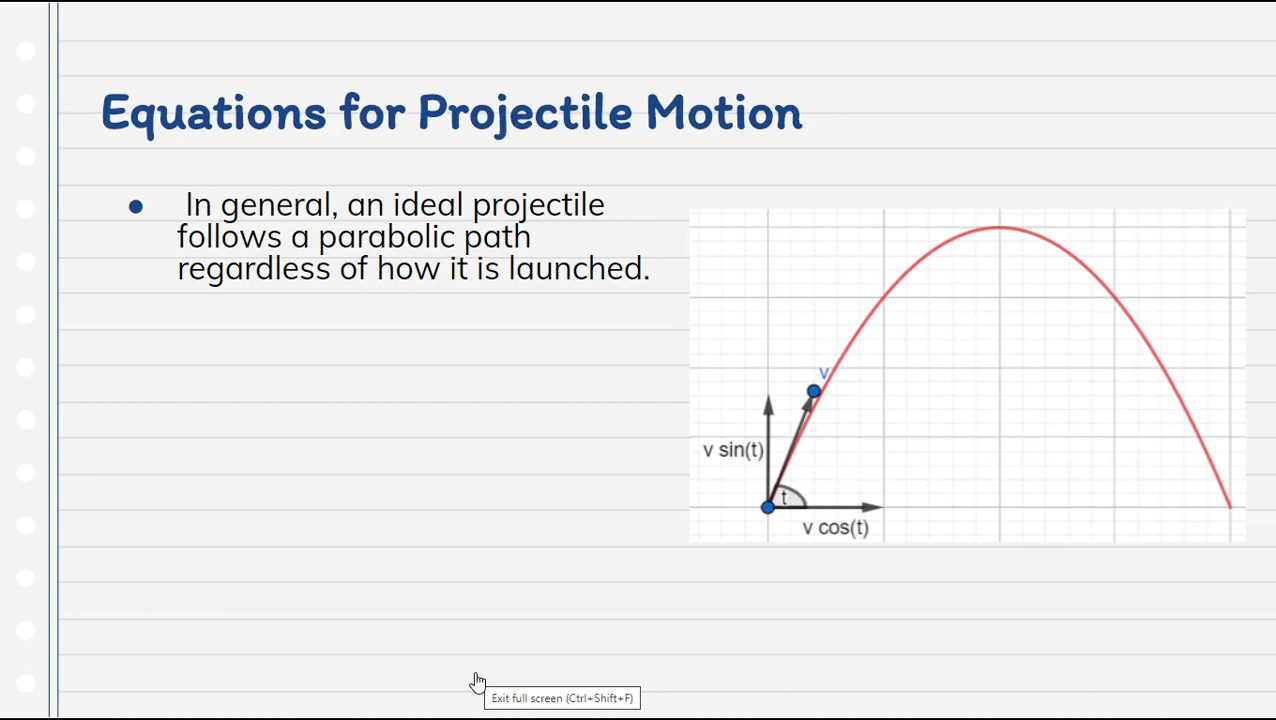 Equations for Projectile Motion
In general, an ideal projectile
follows a parabolic path
regardless of how it is launched.
v
v sin(t)
t
v cos(t)
Exit full screen (Ctrl+Shift+F)